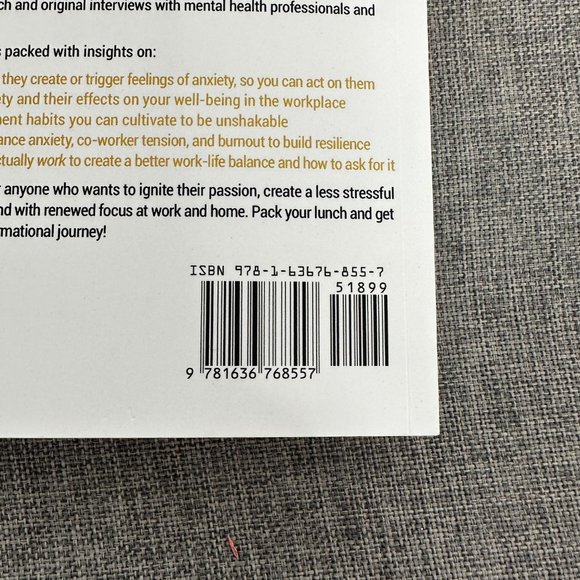 ch and original interviews with mental health professionals and
s packed with insights on:
they create or trigger feelings of anxiety, so you can act on them
ety and their effects on your well-being in the workplace
ment habits you can cultivate to be unshakable
ance anxiety, co-worker tension, and burnout to build resilience
ctually work to create a better work-life balance and how to ask for it
r anyone who wants to ignite their passion, create a less stressful
nd with renewed focus at work and home. Pack your lunch and get
rmational journey!
ISBN 978-1-63676-855-7
51899
9 781636 768557